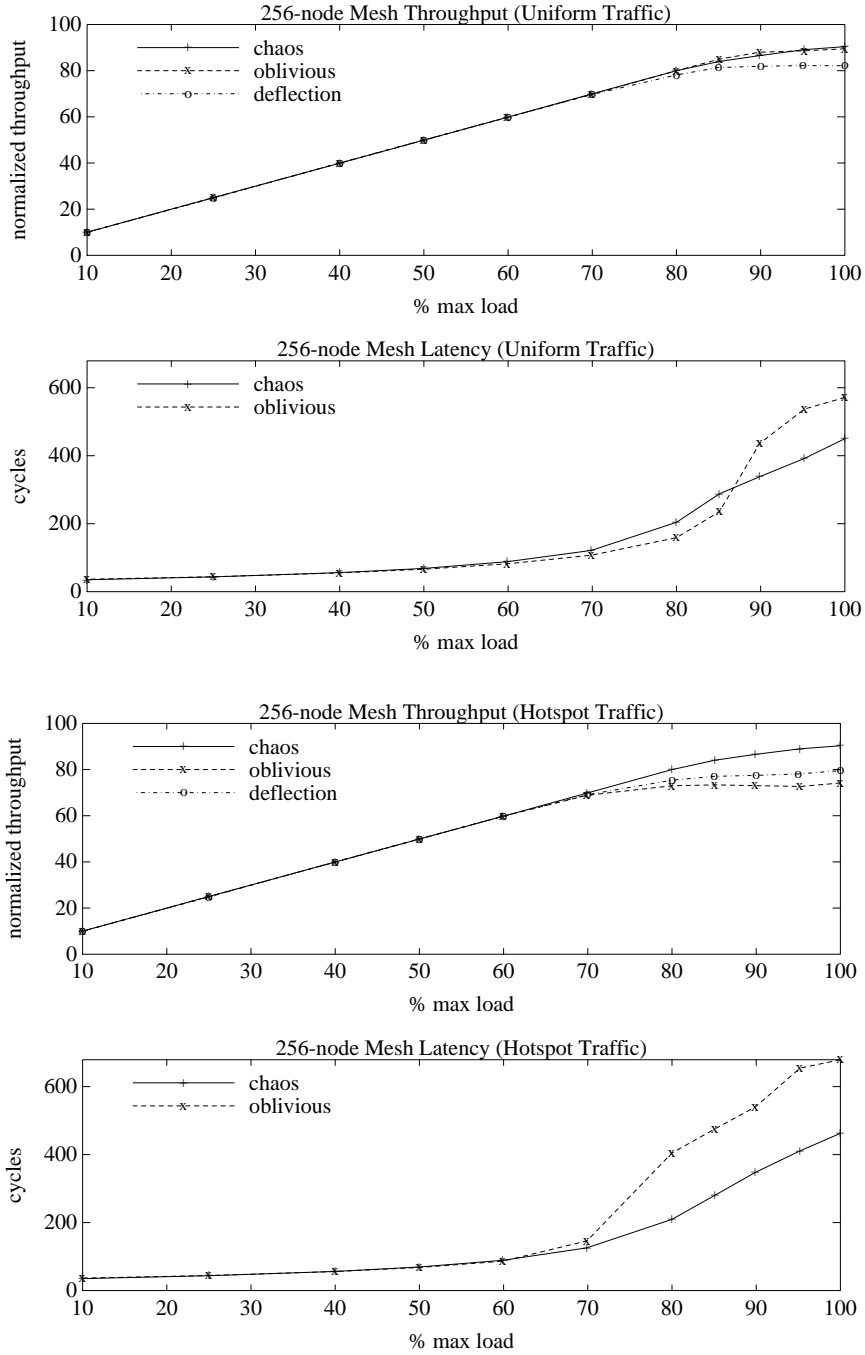 256-node Mesh Throughput (Uniform Traffic)
normalized throughput
100
80
60
40
20
0
chaos
oblivious
deflection
10 20 30 40 50 60 70 80 90 100
% max load
256-node Mesh Latency (Uniform Traffic)
cycles
600
400
200
0
chaos
oblivious
10 20 30 40 50 60 70 80 90 100
% max load
256-node Mesh Throughput (Hotspot Traffic)
normalized throughput
100
80
60
40
20
0
chaos
oblivious
deflection
10 20 30 40 50 60 70 80 90 100
% max load
256-node Mesh Latency (Hotspot Traffic)
cycles
600
400
200
0
chaos
oblivious
10 20 30 40 50 60 70 80 90 100
% max load